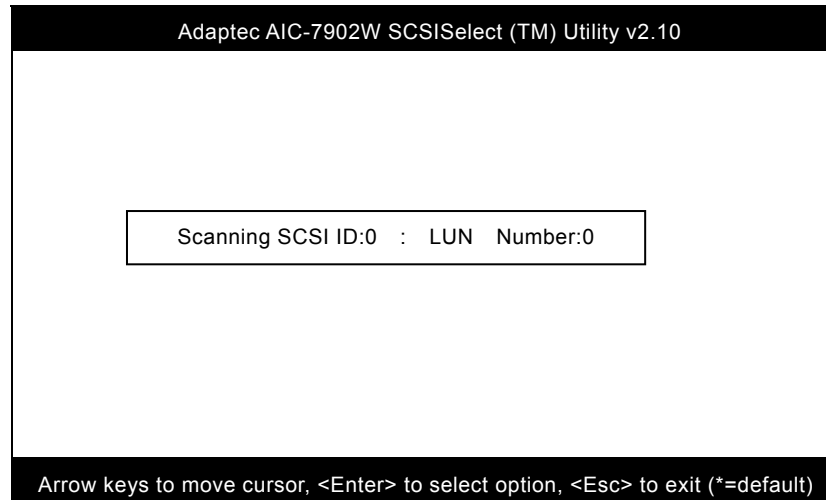 Adaptec AIC-7902W SCSISelect (TM) Utility v2.10
Scanning SCSI ID:0 : LUN Number:0
Arrow keys to move cursor, <Enter> to select option, <Esc> to exit (*=default)